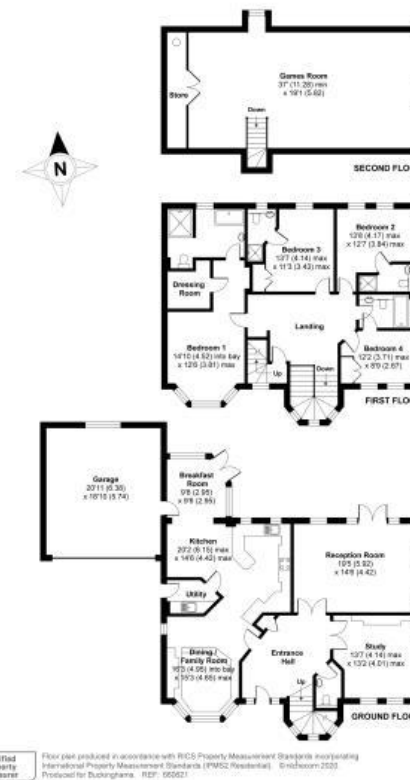 Games Room
37' (11.28) min
x 19'1 (5.82)
Store
Down
SECOND FLO
N
Bedroom 2
13'8 (4.17) max
x 12'7 (3.84) max
Bedroom 3
13'7 (4.14) max
x 11'3 (3.43) max
Dressing
Room
Landing
Bedroom 1
14'10 (4.52) into bay
x 12'6 (3.81) max
Bedroom 4
12'2 (3.71) max
x 8'9 (2.67)
Up
Down
FIRST FLO
Garage
20'11 (6.38)
x 18'10 (5.74)
Breakfast
Room
9'8 (2.95)
x 9'8 (2.95)
Kitchen
20'2 (6.15) max
x 14'6 (4.42) max
Reception Room
19'5 (5.92)
x 14'6 (4.42)
Utility
Dining /
Family Room
16'3 (4.95) into bay
x 15'3 (4.65) max
Entrance
Hall
Study
13'7 (4.14) max
x 13'2 (4.01) max
Up
GROUND FLO
Floor plan produced in accordance with RICS Property Measurement Standards incorporating
International Property Measurement Standards (IPMS2 Residential). ©nichecom 2020.
Produced for Buckinghams. REF: 660821